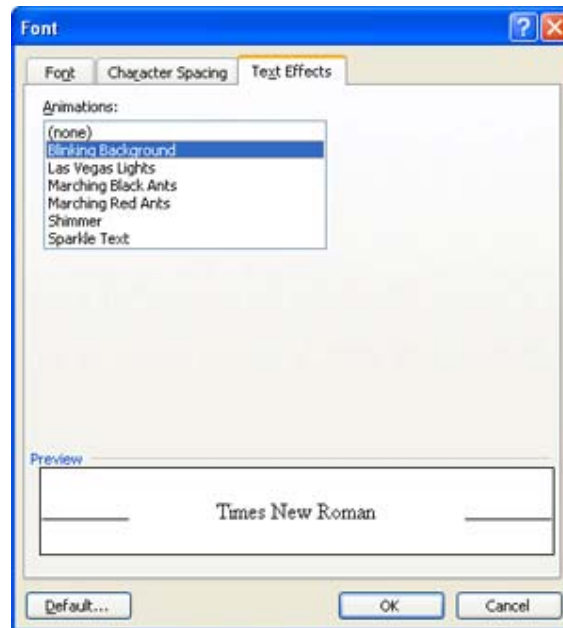 Font
Font Character Spacing Text Effects
Animations:
(none)
Blinking Background
Las Vegas Lights
Marching Black Ants
Marching Red Ants
Shimmer
Sparkle Text
Preview
Times New Roman
Default... OK Cancel